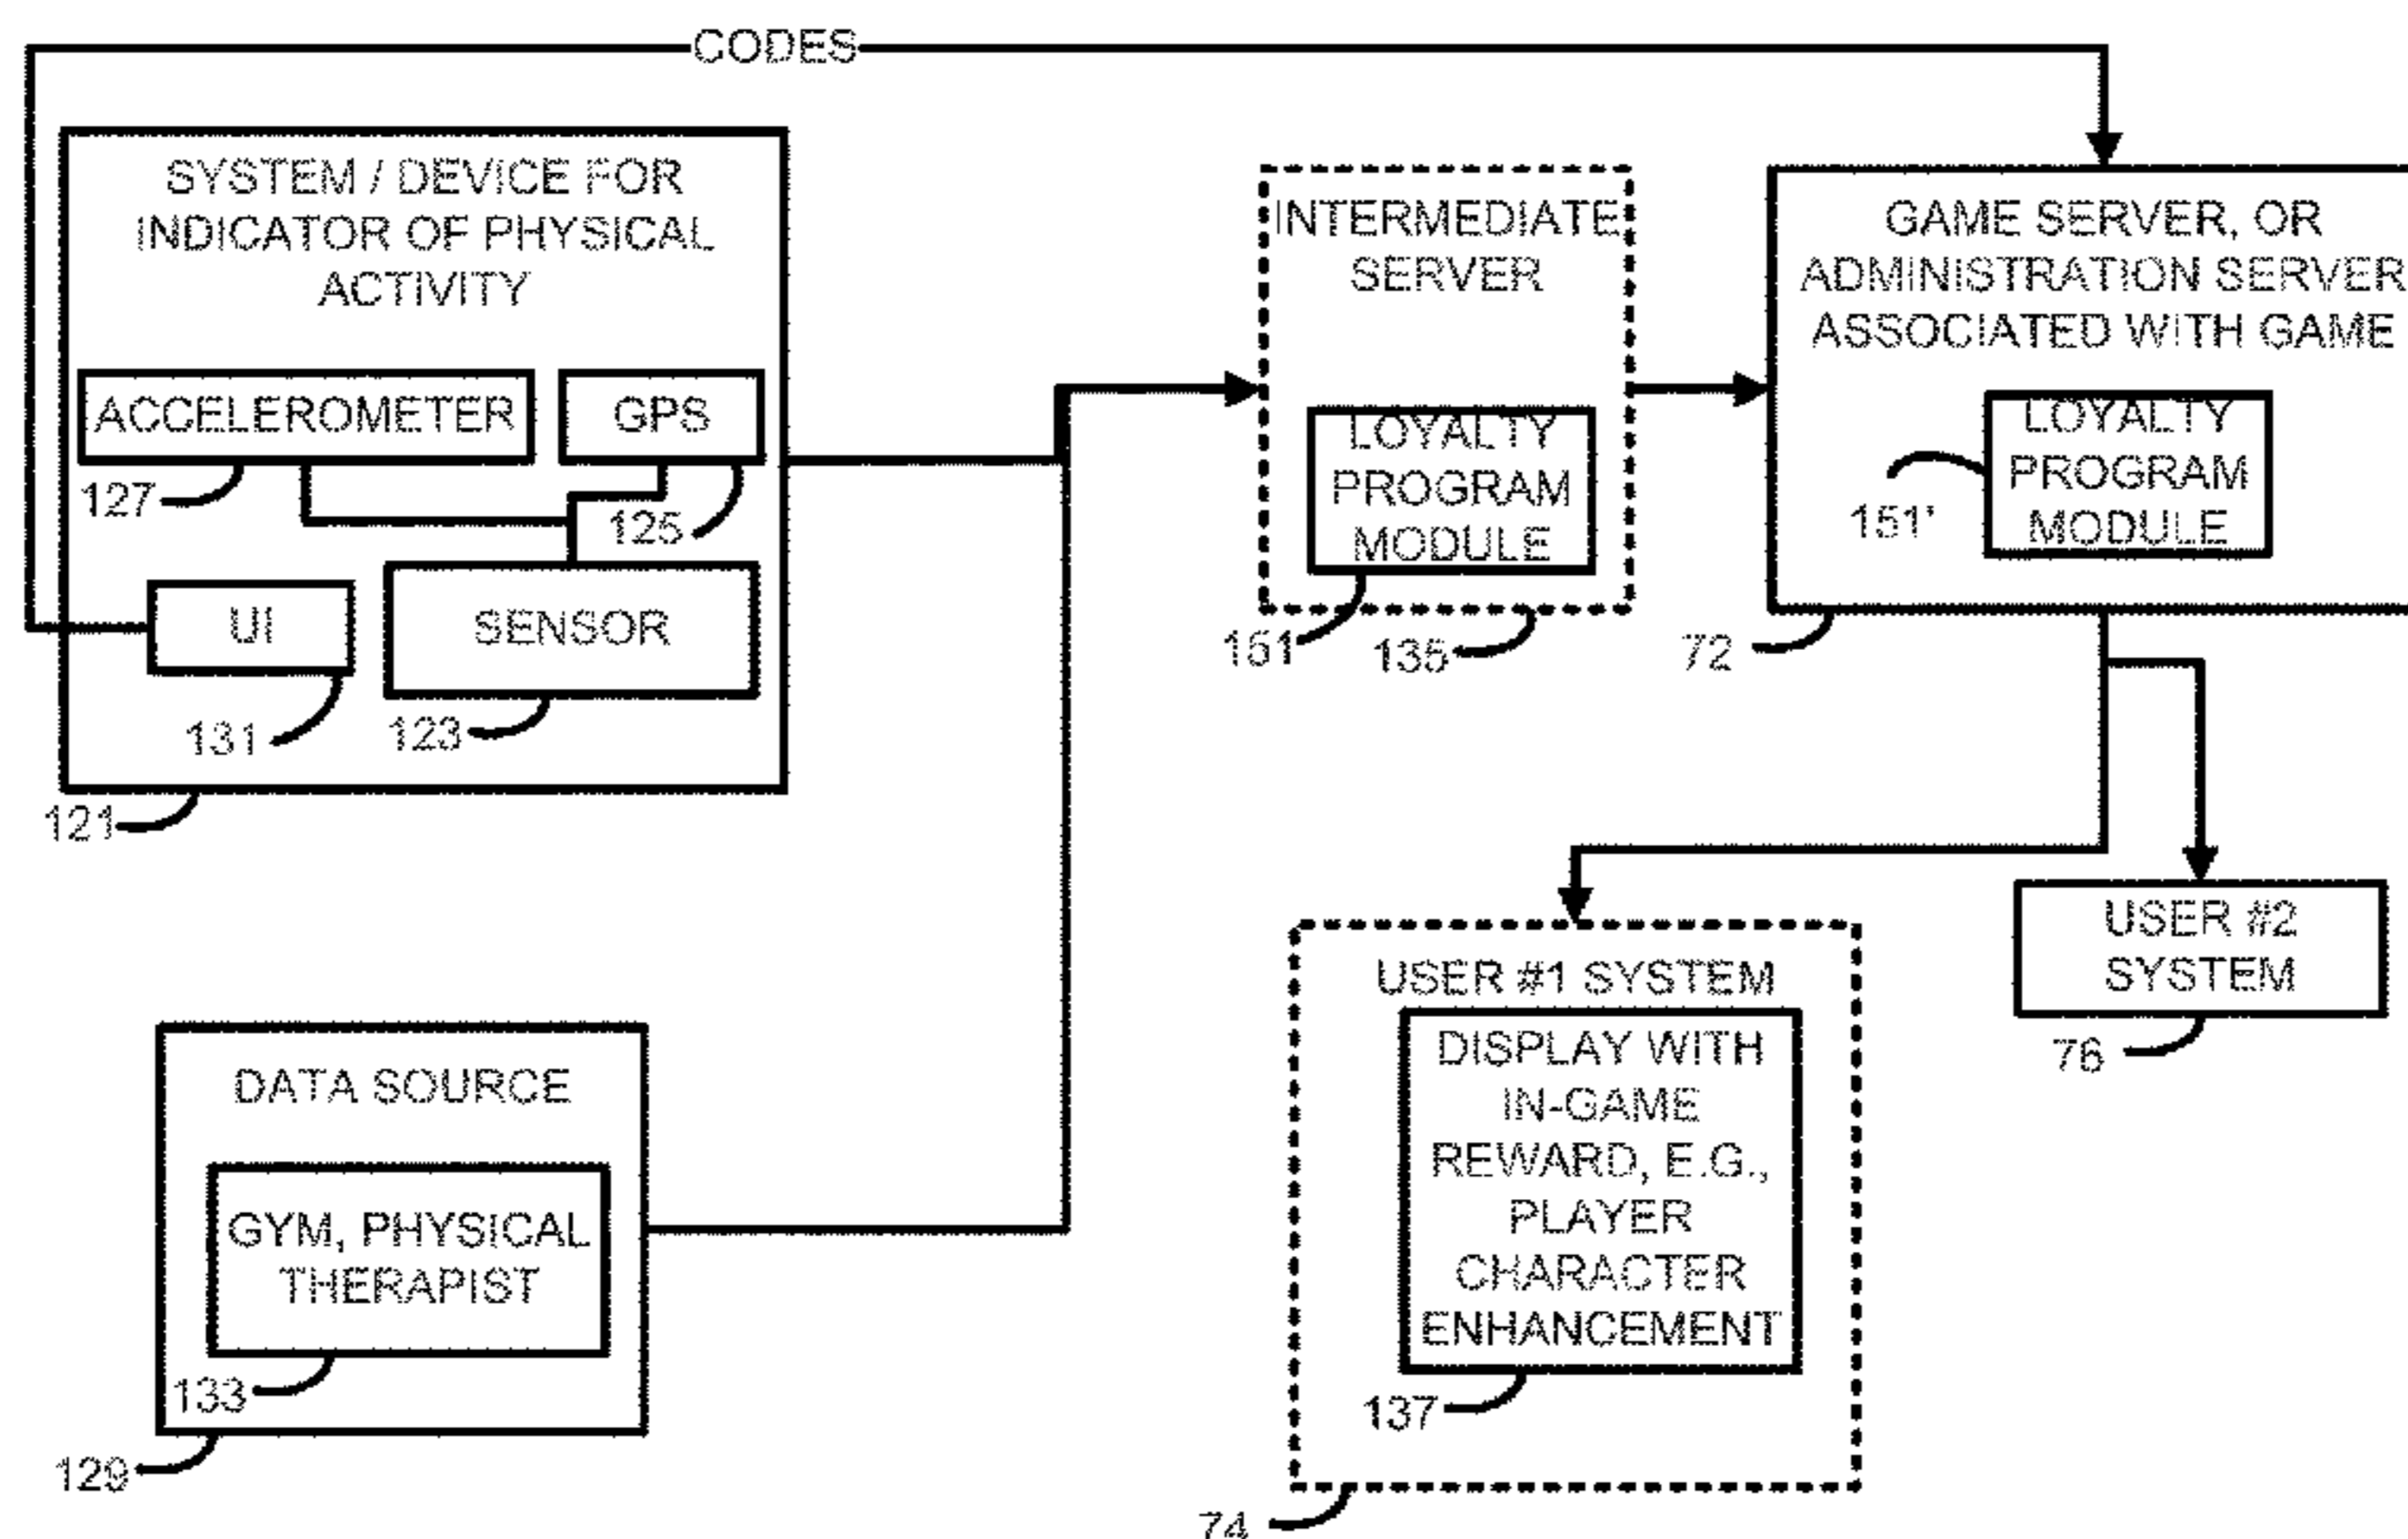 CODES
SYSTEM / DEVICE FOR
INDICATOR OF PHYSICAL
ACTIVITY
ACCELEROMETER
GPS
127
125
UI
SENSOR
131
123
121
INTERMEDIATE
SERVER
LOYALTY
PROGRAM
MODULE
151
135
GAME SERVER, OR
ADMINISTRATION SERVER
ASSOCIATED WITH GAME
LOYALTY
PROGRAM
MODULE
151'
72
DATA SOURCE
GYM, PHYSICAL
THERAPIST
133
129
USER #1 SYSTEM
DISPLAY WITH
IN-GAME
REWARD, E.G.,
PLAYER
CHARACTER
ENHANCEMENT
137
74
USER #2
SYSTEM
76